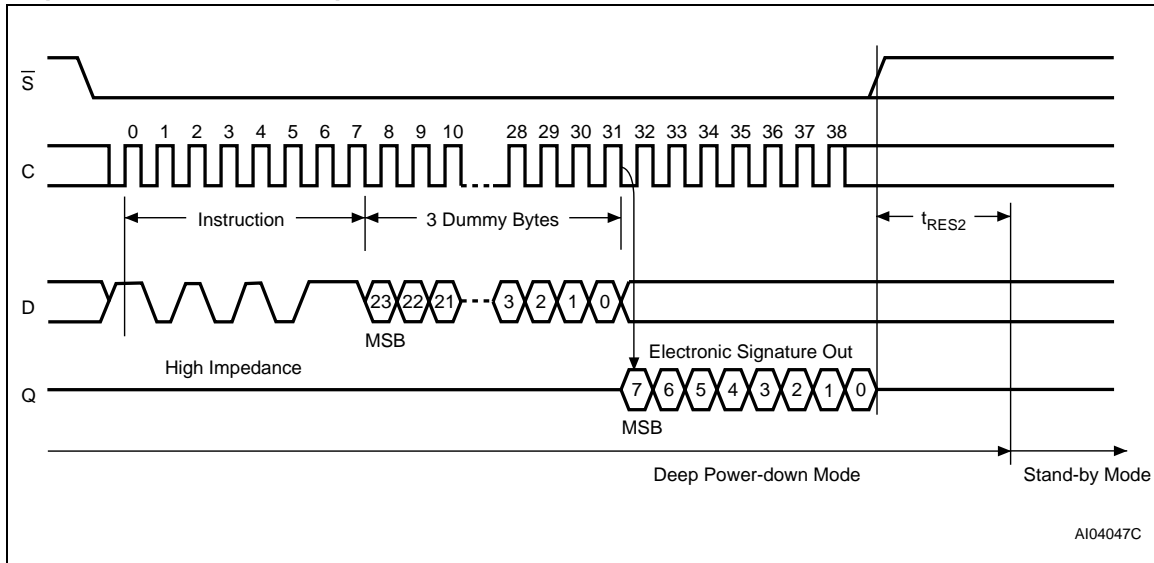 S
0 1 2 3 4 5 6 7 8 9 10 28 29 30 31 32 33 34 35 36 37 38
C
Instruction 3 Dummy Bytes tRES2
D 23 22 21 3 2 1 0
MSB
High Impedance Electronic Signature Out
Q 7 6 5 4 3 2 1 0
MSB
Deep Power-down Mode Stand-by Mode
AI04047C